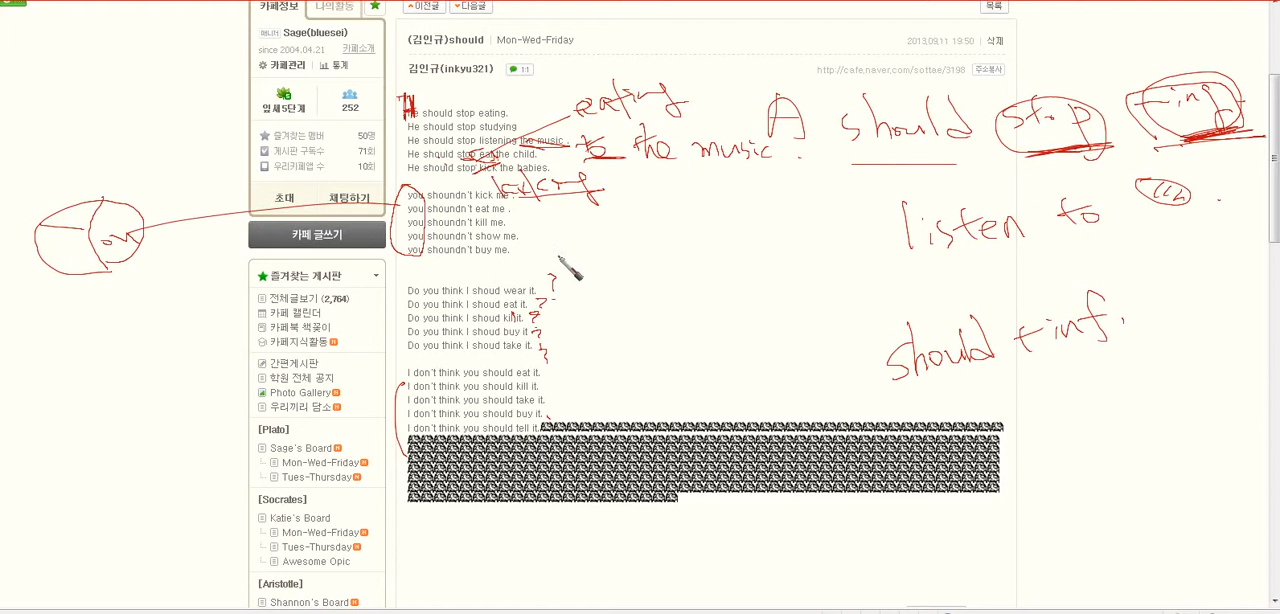 카페정보
나의활동
매니저 Sage(bluesei)
since 2004.04.21 카페소개
카페관리 통계
잎새5단계 252
즐겨찾는 멤버 50명
게시판 구독수 71회
우리카페앱 수 10회
초대 채팅하기
카페 글쓰기
즐겨찾는 게시판
전체글보기 (2,764)
카페 캘린더
카페북 책꽂이
카페지식활동
간편게시판
학원 전체 공지
Photo Gallery
우리끼리 담소
[Plato]
Sage's Board
Mon-Wed-Friday
Tues-Thursday
[Socrates]
Katie's Board
Mon-Wed-Friday
Tues-Thursday
Awesome Opic
[Aristotle]
Shannon's Board
이전글 다음글 목록
(김인규)should | Mon-Wed-Friday 2013.09.11 19:50 | 삭제
김인규(inkyu321) 1:1 http://cafe.naver.com/sottae/3198 주소복사
He should stop eating.
He should stop studying
He should stop listening the music .
He should stop eat the child.
He should stop kick the babies.
you shoundn't kick me .
you shoundn't eat me .
you shoundn't kill me.
you shoundn't show me.
you shoundn't buy me.
Do you think I shoud wear it. ?
Do you think I shoud eat it. ?
Do you think I shoud kilit. ?
Do you think I shoud buy it ?
Do you think I shoud take it. ?
I don't think you should eat it.
I don't think you should kill it.
I don't think you should take it.
I don't think you should buy it.
I don't think you should tell it.
eating
to the music.
A should stop -ing
listen to
should + inf.